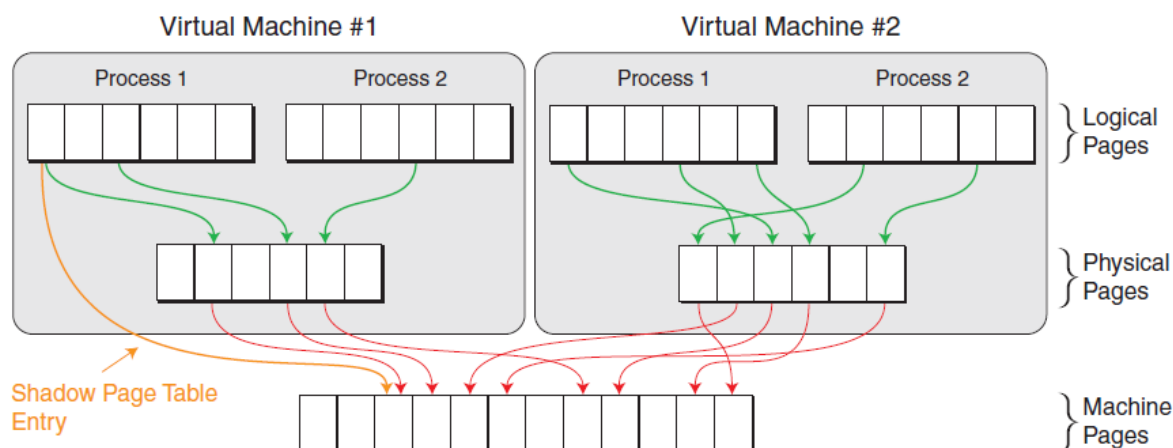 Virtual Machine #1
Virtual Machine #2
Process 1
Process 2
Process 1
Process 2
Logical
Pages
Physical
Pages
Shadow Page Table
Entry
Machine
Pages